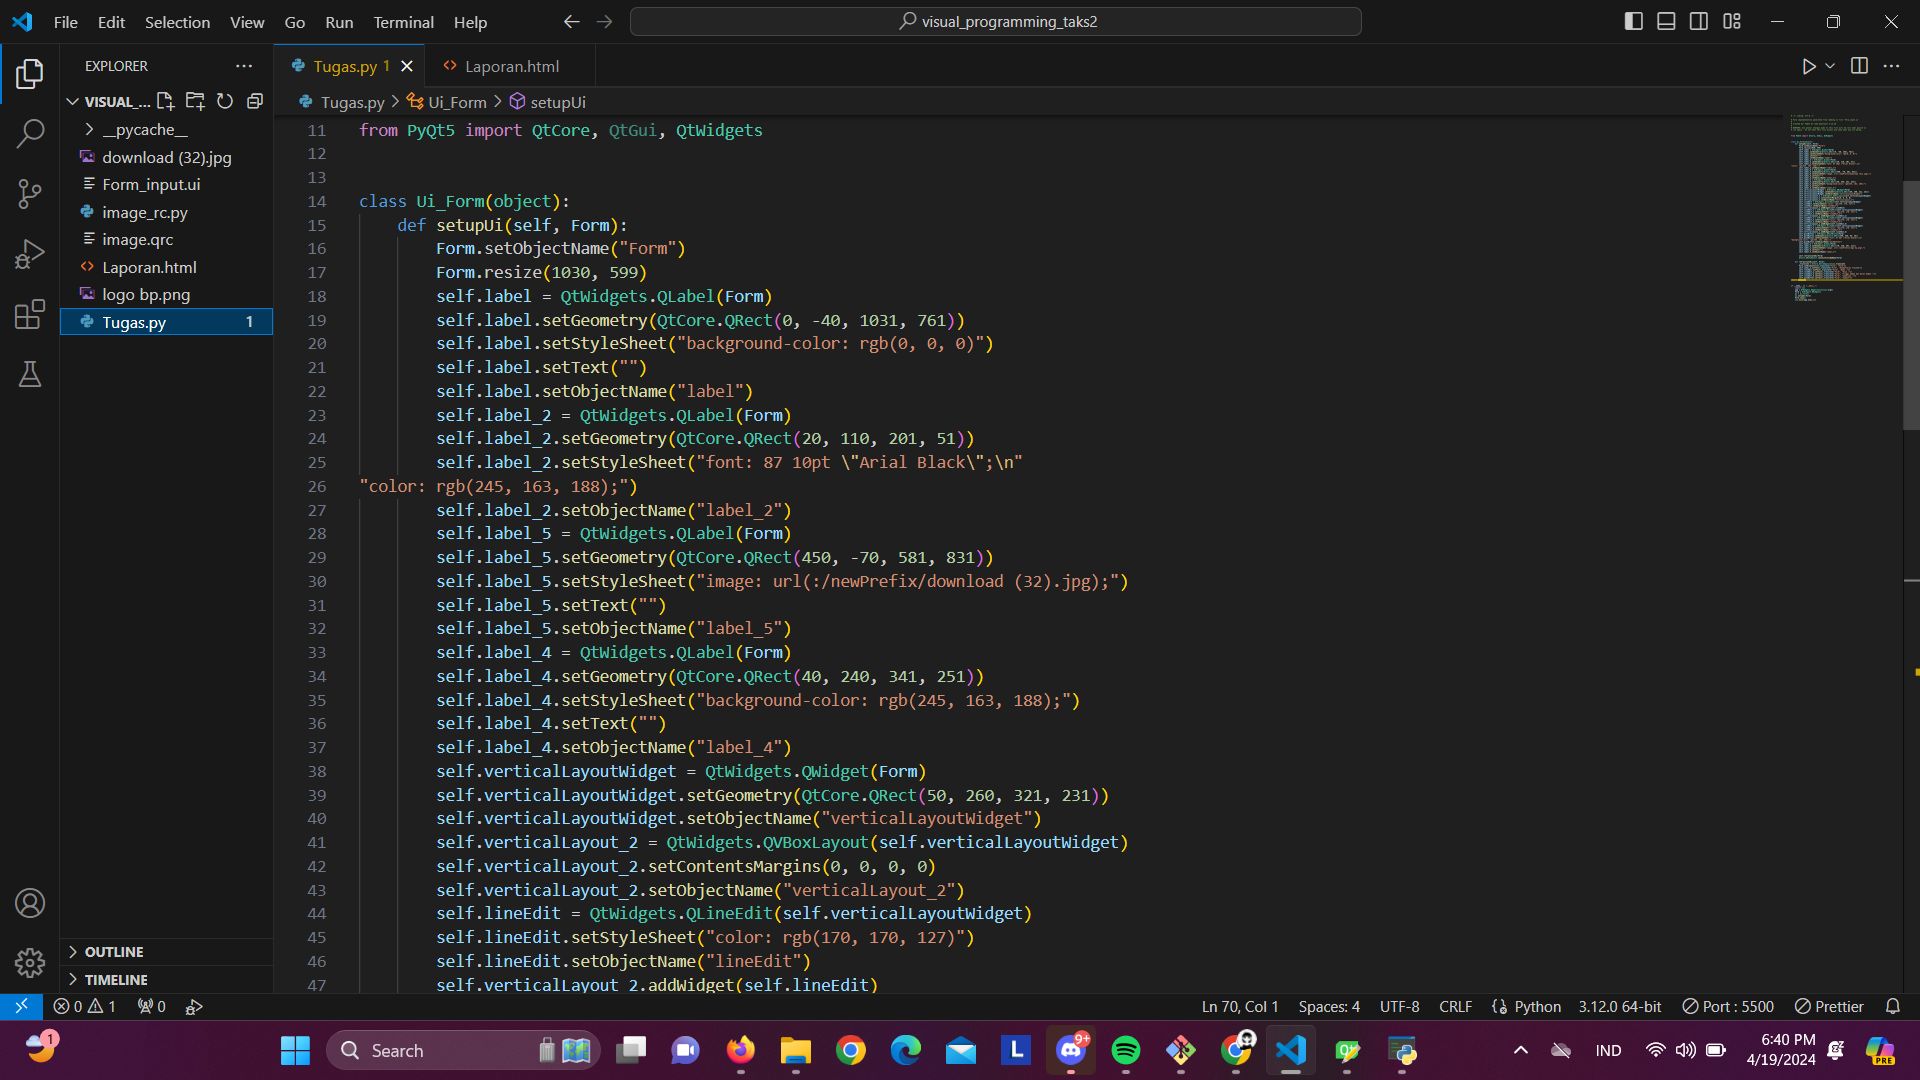 File Edit Selection View Go Run Terminal Help
visual_programming_taks2
EXPLORER
VISUAL_...
__pycache__
download (32).jpg
Form_input.ui
image_rc.py
image.qrc
Laporan.html
logo bp.png
Tugas.py 1
OUTLINE
TIMELINE
Tugas.py 1
Laporan.html
Tugas.py > Ui_Form > setupUi
11 from PyQt5 import QtCore, QtGui, QtWidgets
12
13
14 class Ui_Form(object):
15 def setupUi(self, Form):
16 Form.setObjectName("Form")
17 Form.resize(1030, 599)
18 self.label = QtWidgets.QLabel(Form)
19 self.label.setGeometry(QtCore.QRect(0, -40, 1031, 761))
20 self.label.setStyleSheet("background-color: rgb(0, 0, 0)")
21 self.label.setText("")
22 self.label.setObjectName("label")
23 self.label_2 = QtWidgets.QLabel(Form)
24 self.label_2.setGeometry(QtCore.QRect(20, 110, 201, 51))
25 self.label_2.setStyleSheet("font: 87 10pt \"Arial Black\";\n"
26 "color: rgb(245, 163, 188);")
27 self.label_2.setObjectName("label_2")
28 self.label_5 = QtWidgets.QLabel(Form)
29 self.label_5.setGeometry(QtCore.QRect(450, -70, 581, 831))
30 self.label_5.setStyleSheet("image: url(:/newPrefix/download (32).jpg);")
31 self.label_5.setText("")
32 self.label_5.setObjectName("label_5")
33 self.label_4 = QtWidgets.QLabel(Form)
34 self.label_4.setGeometry(QtCore.QRect(40, 240, 341, 251))
35 self.label_4.setStyleSheet("background-color: rgb(245, 163, 188);")
36 self.label_4.setText("")
37 self.label_4.setObjectName("label_4")
38 self.verticalLayoutWidget = QtWidgets.QWidget(Form)
39 self.verticalLayoutWidget.setGeometry(QtCore.QRect(50, 260, 321, 231))
40 self.verticalLayoutWidget.setObjectName("verticalLayoutWidget")
41 self.verticalLayout_2 = QtWidgets.QVBoxLayout(self.verticalLayoutWidget)
42 self.verticalLayout_2.setContentsMargins(0, 0, 0, 0)
43 self.verticalLayout_2.setObjectName("verticalLayout_2")
44 self.lineEdit = QtWidgets.QLineEdit(self.verticalLayoutWidget)
45 self.lineEdit.setStyleSheet("color: rgb(170, 170, 127)")
46 self.lineEdit.setObjectName("lineEdit")
47 self.verticalLayout_2.addWidget(self.lineEdit)
0 1 0
Ln 70, Col 1 Spaces: 4 UTF-8 CRLF Python 3.12.0 64-bit Port : 5500 Prettier
1
Search
9+
IND
6:40 PM
4/19/2024
PRE